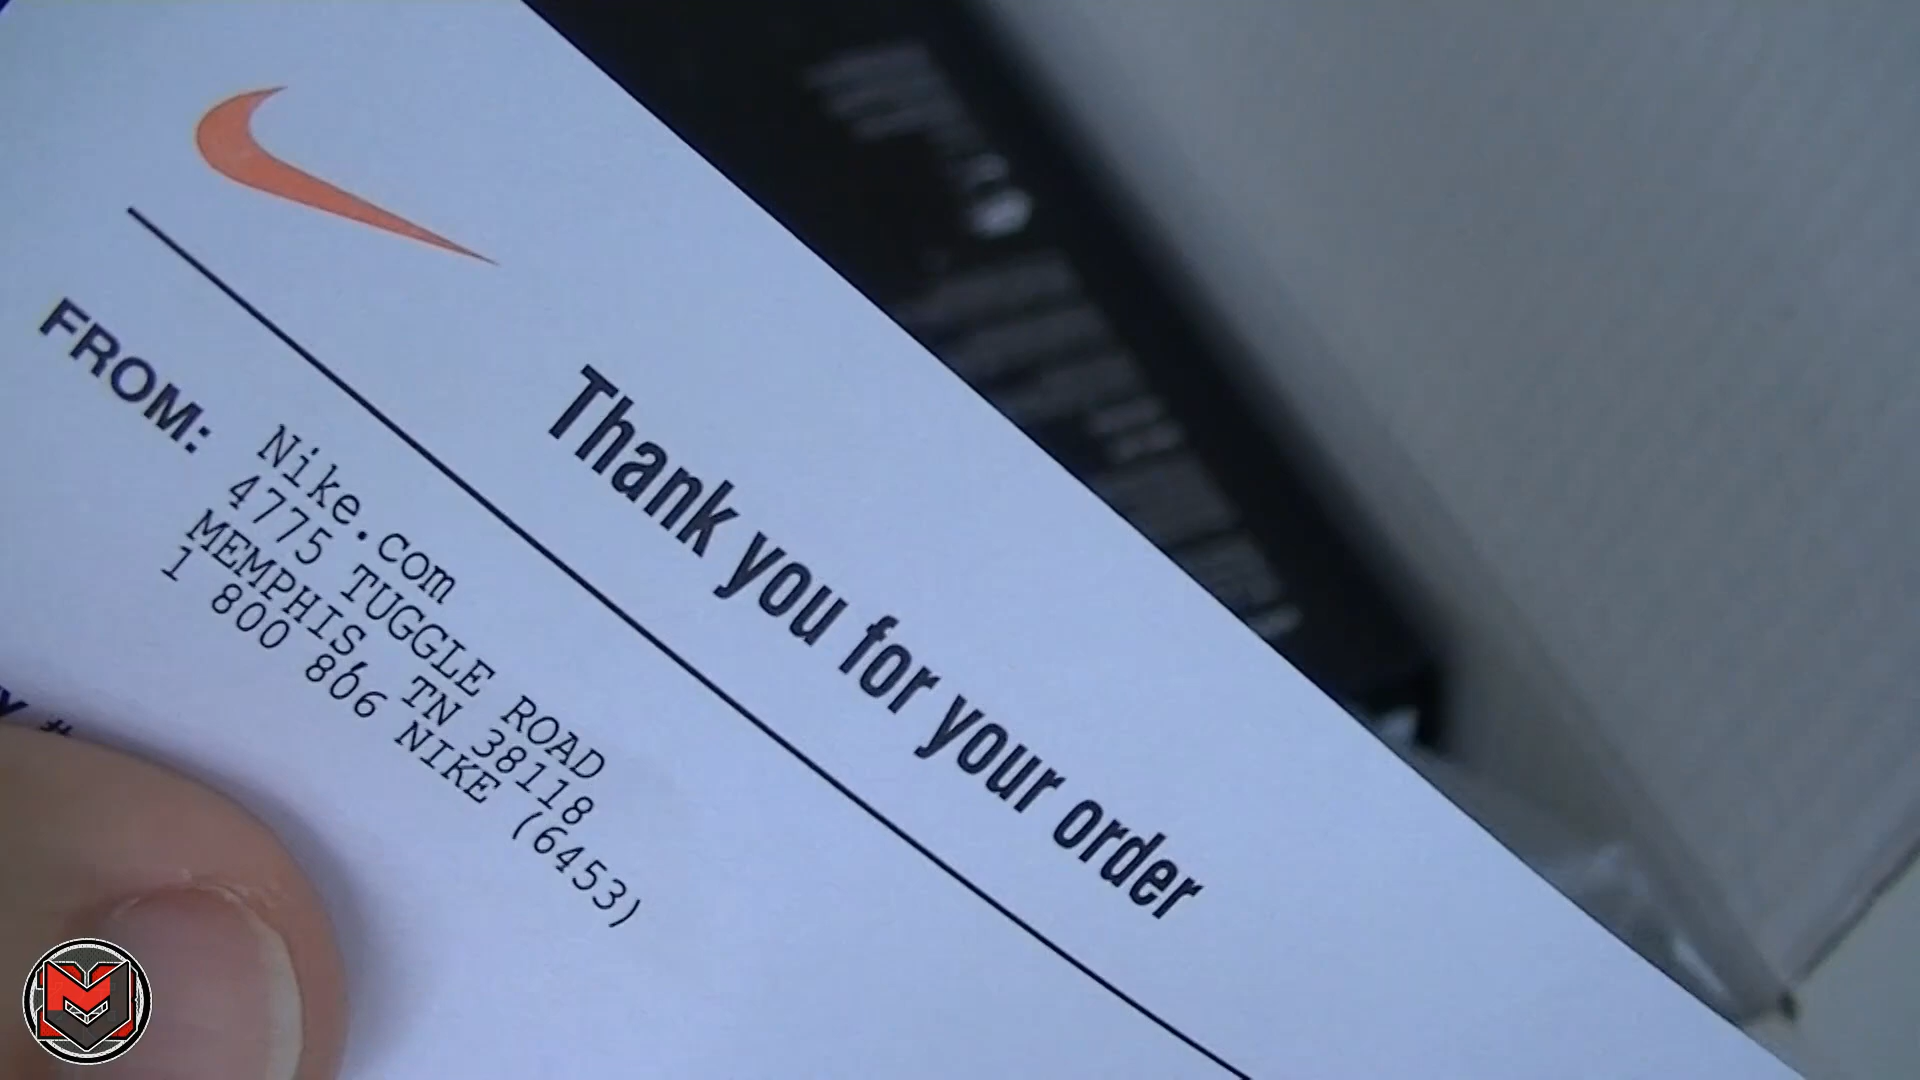 Thank you for your order
FROM:
Nike.com
4775 TUGGLE ROAD
MEMPHIS, TN 38118
1 800 806 NIKE (6453)